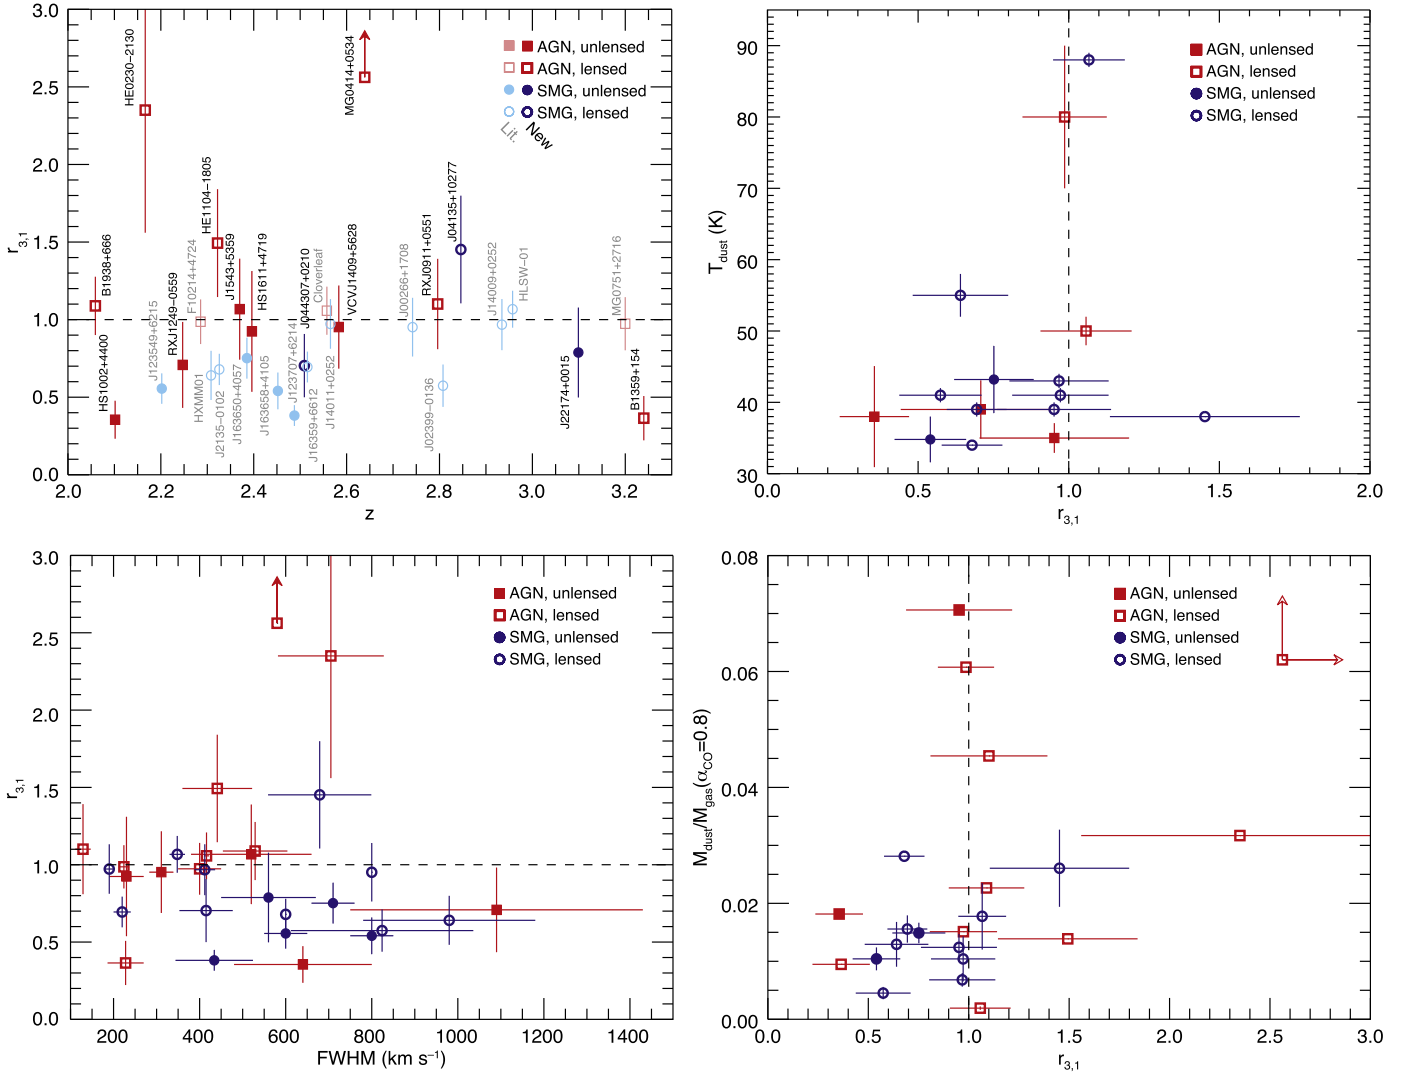 3.0
2.5
2.0
1.5
1.0
0.5
0.0
r3,1
2.0
2.2
2.4
2.6
2.8
3.0
3.2
z
AGN, unlensed
AGN, lensed
SMG, unlensed
SMG, lensed
Lit.
New
B1938+666
HS1002+4400
HE0230−2130
J123549+6215
RXJ1249−0559
F10214+4724
HXMM01
HE1104−1805
J2135−0102
J1543+5359
J163650+4057
HS1611+4719
J163658+4105
J123707+6214
J044307+0210
J16359+6612
Cloverleaf
J14011+0252
VCVJ1409+5628
MG0414+0534
J00266+1708
RXJ0911+0551
J02399−0136
J04135+10277
J14009+0252
HLSW−01
J22174+0015
MG0751+2716
B1359+154
90
80
70
60
50
40
30
Tdust (K)
0.0
0.5
1.0
1.5
2.0
r3,1
AGN, unlensed
AGN, lensed
SMG, unlensed
SMG, lensed
3.0
2.5
2.0
1.5
1.0
0.5
0.0
r3,1
200
400
600
800
1000
1200
1400
FWHM (km s−1)
AGN, unlensed
AGN, lensed
SMG, unlensed
SMG, lensed
0.08
0.06
0.04
0.02
0.00
Mdust/Mgas(αCO=0.8)
0.0
0.5
1.0
1.5
2.0
2.5
3.0
r3,1
AGN, unlensed
AGN, lensed
SMG, unlensed
SMG, lensed